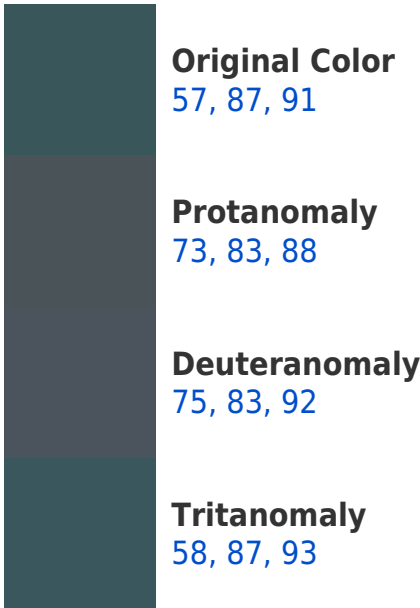 Original Color
57, 87, 91
Protanomaly
73, 83, 88
Deuteranomaly
75, 83, 92
Tritanomaly
58, 87, 93